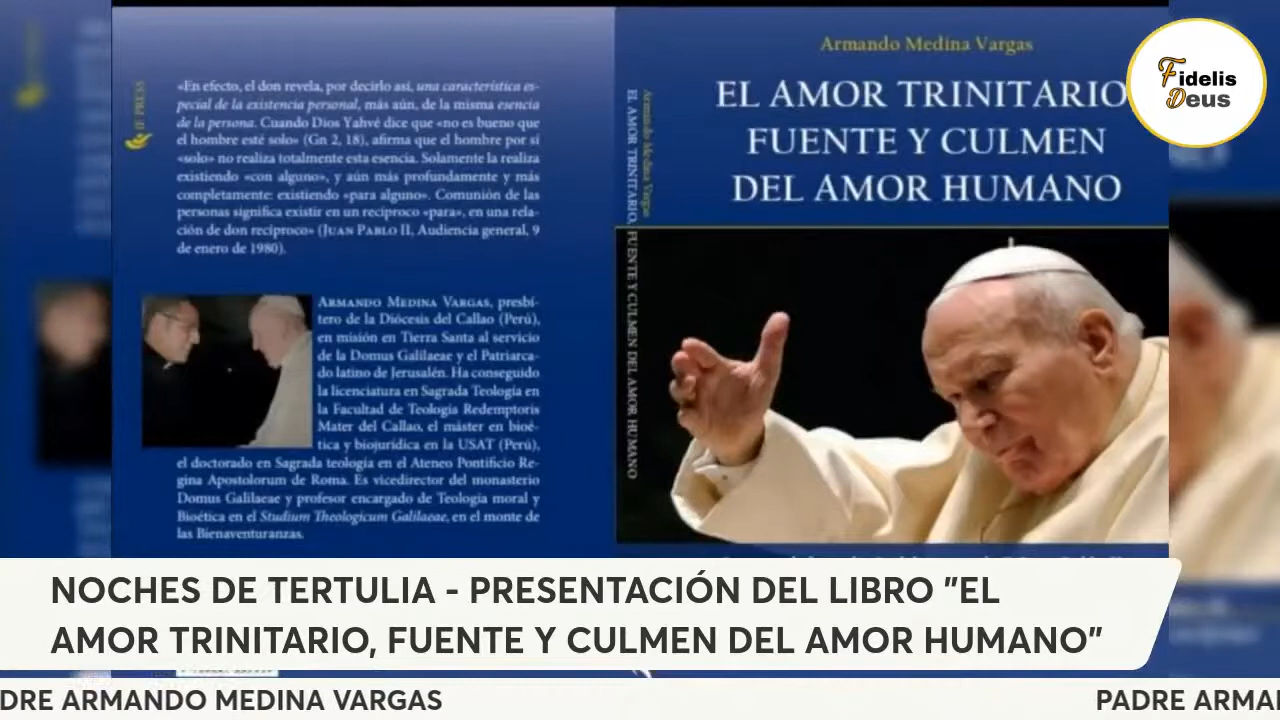 IF PRESS
«En efecto, el don revela, por decirlo así, una característica es-
pecial de la existencia personal, más aún, de la misma esencia
de la persona. Cuando Dios Yahvé dice que «no es bueno que
el hombre esté solo» (Gn 2, 18), afirma que el hombre por sí
«solo» no realiza totalmente esta esencia. Solamente la realiza
existiendo «con alguno», y aún más profundamente y más
completamente: existiendo «para alguno». Comunión de las
personas significa existir en un recíproco «para», en una rela-
ción de don recíproco» (JUAN PABLO II, Audiencia general, 9
de enero de 1980).
ARMANDO MEDINA VARGAS, presbí-
tero de la Diócesis del Callao (Perú),
en misión en Tierra Santa al servicio
de la Domus Galilaeae y el Patriarca-
do latino de Jerusalén. Ha conseguido
la licenciatura en Sagrada Teología en
la Facultad de Teología Redemptoris
Mater del Callao, el máster en bioé-
tica y biojurídica en la USAT (Perú),
el doctorado en Sagrada teología en el Ateneo Pontificio Re-
gina Apostolorum de Roma. Es vicedirector del monasterio
Domus Galilaeae y profesor encargado de Teología moral y
Bioética en el Studium Theologicum Galilaeae, en el monte de
las Bienaventuranzas.
Armando Medina Vargas
EL AMOR TRINITARIO, FUENTE Y CULMEN DEL AMOR HUMANO
Armando Medina Vargas
EL AMOR TRINITARIO
FUENTE Y CULMEN
DEL AMOR HUMANO
Fidelis
Deus
NOCHES DE TERTULIA - PRESENTACIÓN DEL LIBRO "EL
AMOR TRINITARIO, FUENTE Y CULMEN DEL AMOR HUMANO"
DRE ARMANDO MEDINA VARGAS
PADRE ARMA